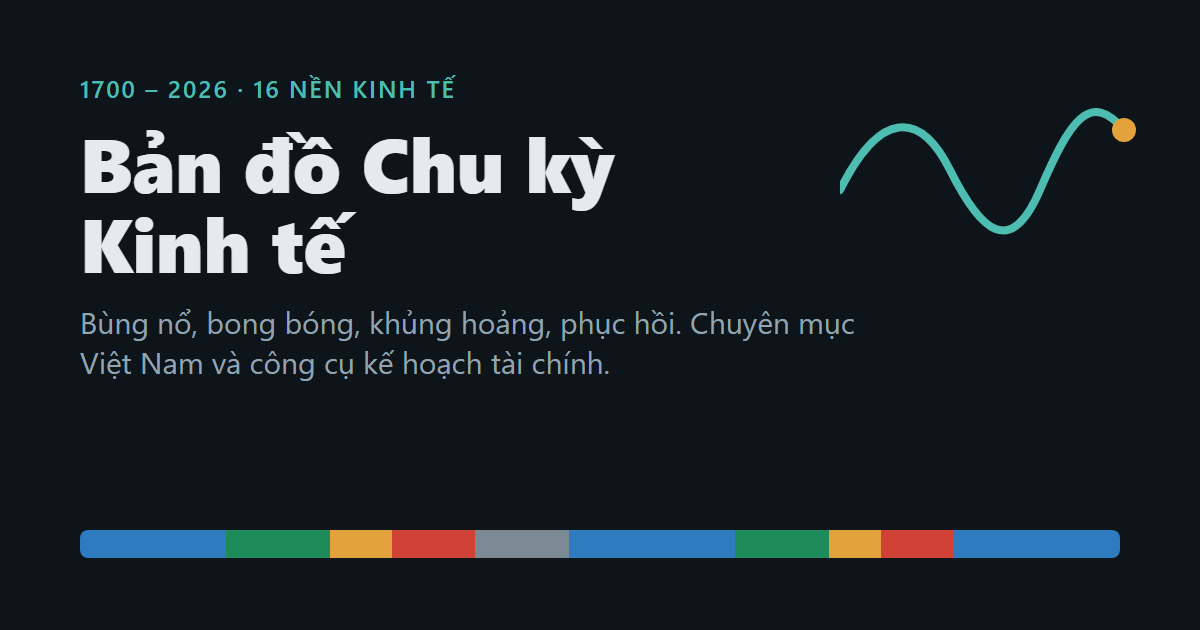 1700 – 2026 · 16 NỀN KINH TẾ
Bản đồ Chu kỳ
Kinh tế
Bùng nổ, bong bóng, khủng hoảng, phục hồi. Chuyên mục
Việt Nam và công cụ kế hoạch tài chính.